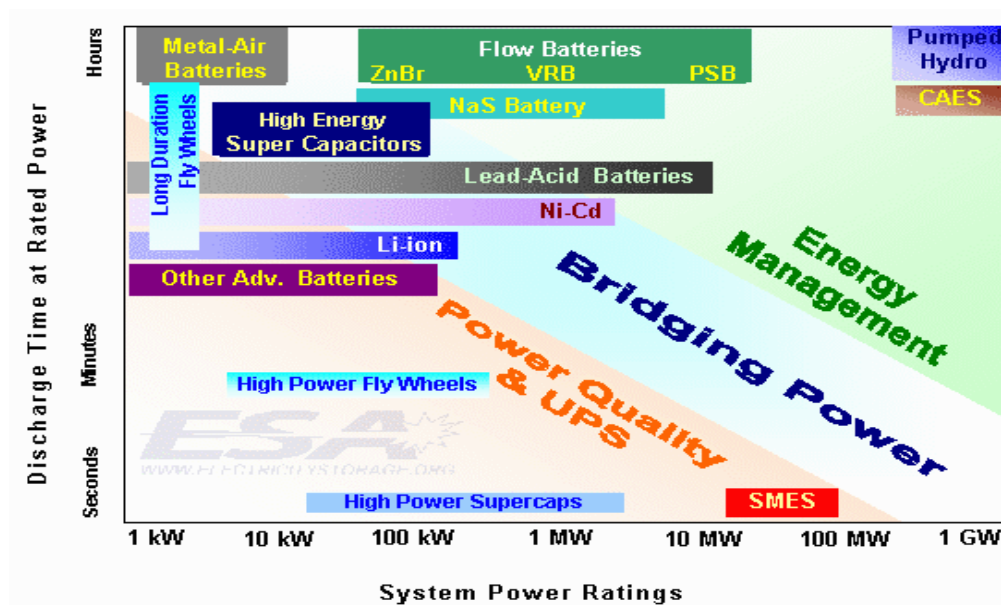 Hours
Minutes
Seconds
Discharge Time at Rated Power
Metal-Air
Batteries
Flow Batteries
ZnBr VRB PSB
Pumped
Hydro
CAES
NaS Battery
Long Duration
Fly Wheels
High Energy
Super Capacitors
Lead-Acid Batteries
Ni-Cd
Li-ion
Other Adv. Batteries
Energy
Management
Bridging Power
Power Quality
& UPS
High Power Fly Wheels
ESA
WWW.ELECTRICITYSTORAGE.ORG
High Power Supercaps
SMES
1 kW 10 kW 100 kW 1 MW 10 MW 100 MW 1 GW
System Power Ratings